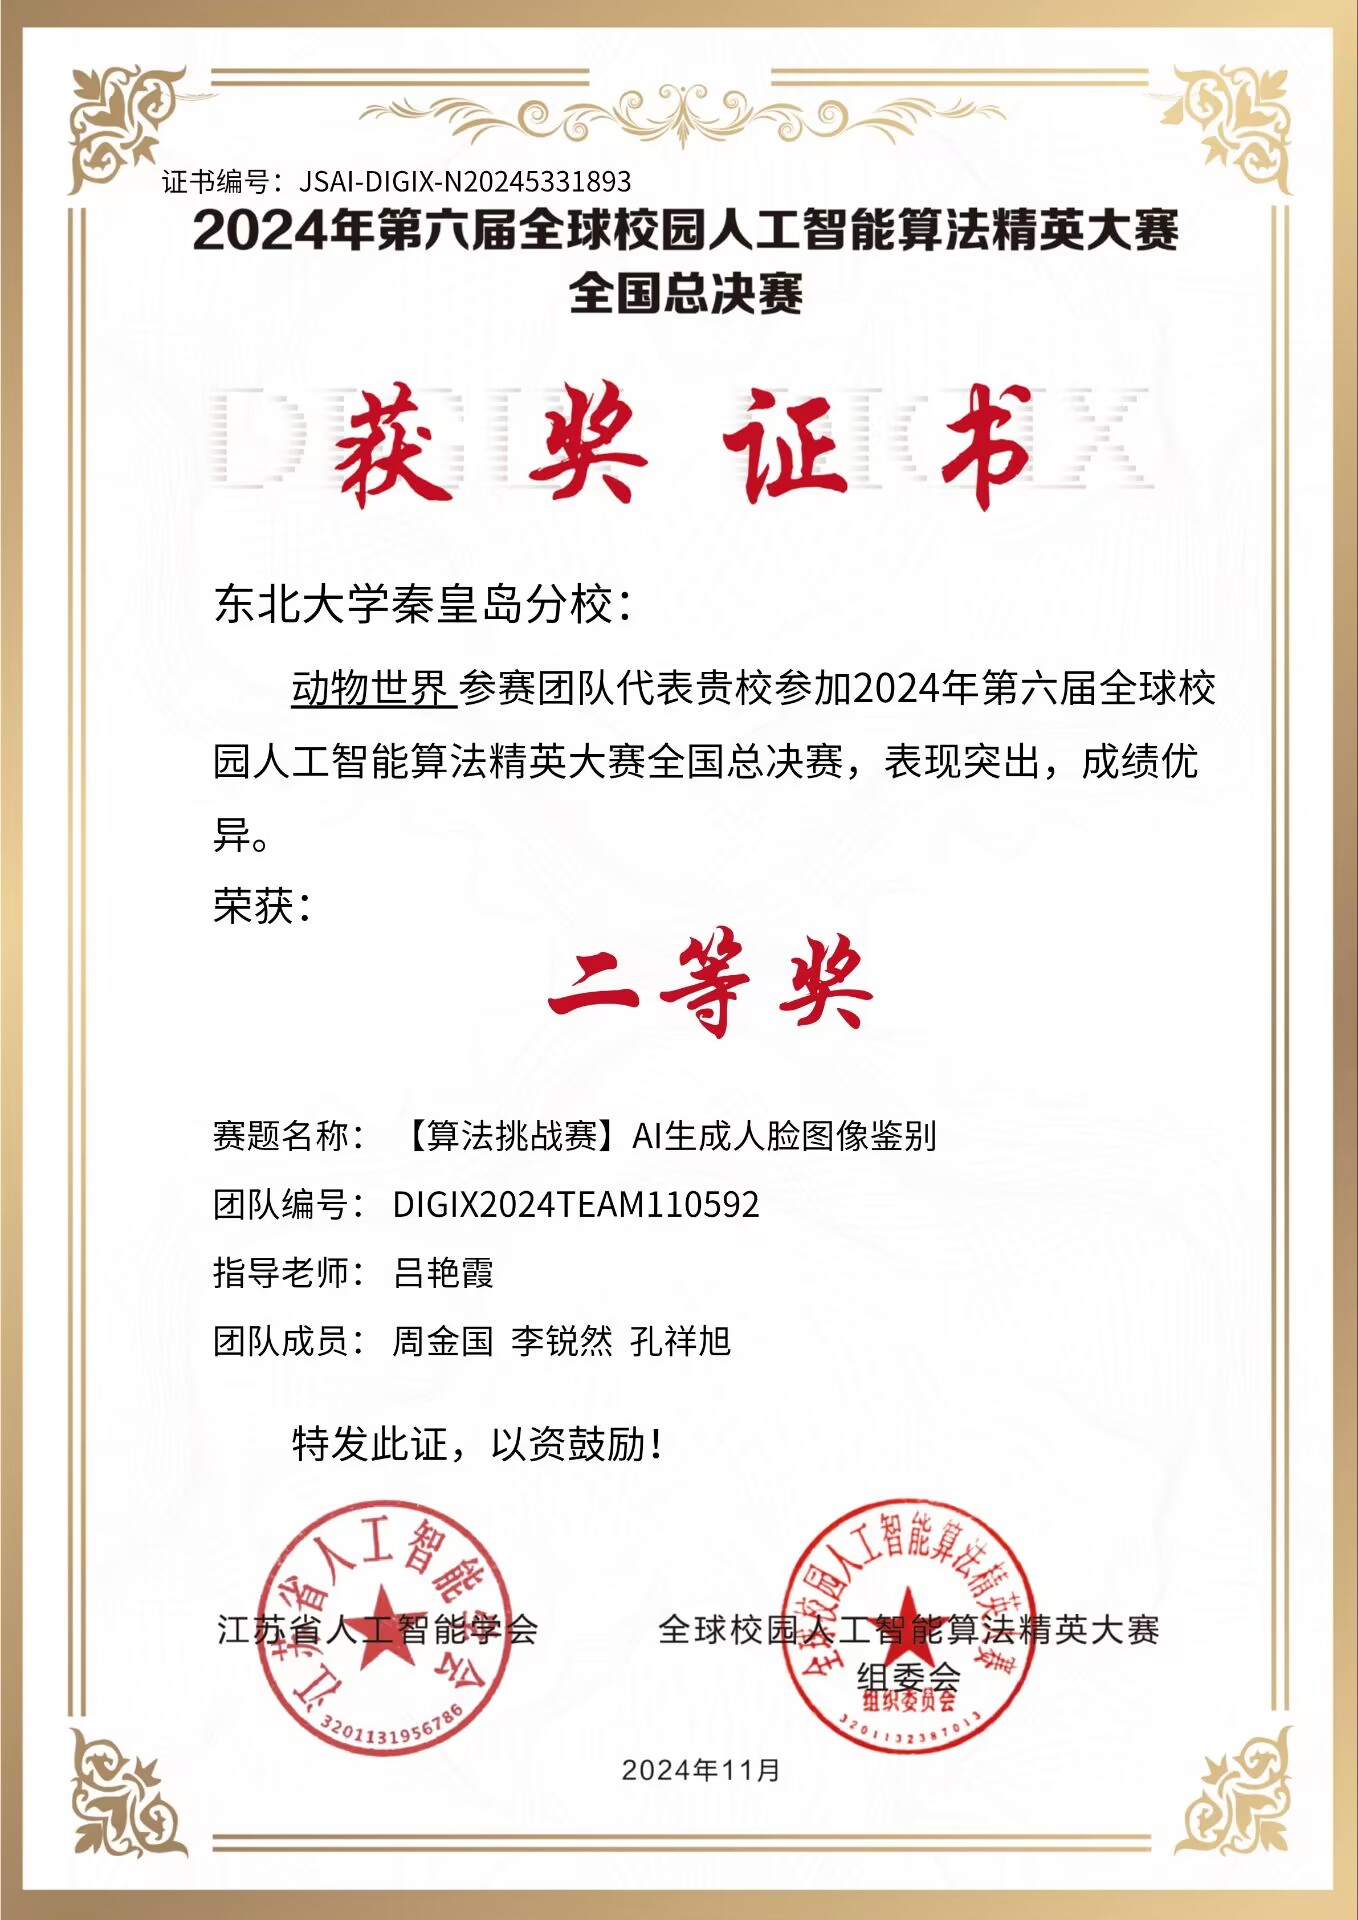 证书编号：JSAI-DIGIX-N20245331893
2024年第六届全球校园人工智能算法精英大赛
全国总决赛
DIGIX DIGIX
获奖证书
东北大学秦皇岛分校：
动物世界 参赛团队代表贵校参加2024年第六届全球校
园人工智能算法精英大赛全国总决赛，表现突出，成绩优
异。
荣获：
二等奖
赛题名称： 【算法挑战赛】AI生成人脸图像鉴别
团队编号： DIGIX2024TEAM110592
指导老师： 吕艳霞
团队成员： 周金国 李锐然 孔祥旭
特发此证，以资鼓励！
江苏省人工智能学会
3201131956786
江苏省人工智能学会
全球校园人工智能算法精英大赛
组织委员会
3201132387013
全球校园人工智能算法精英大赛
组委会
2024年11月